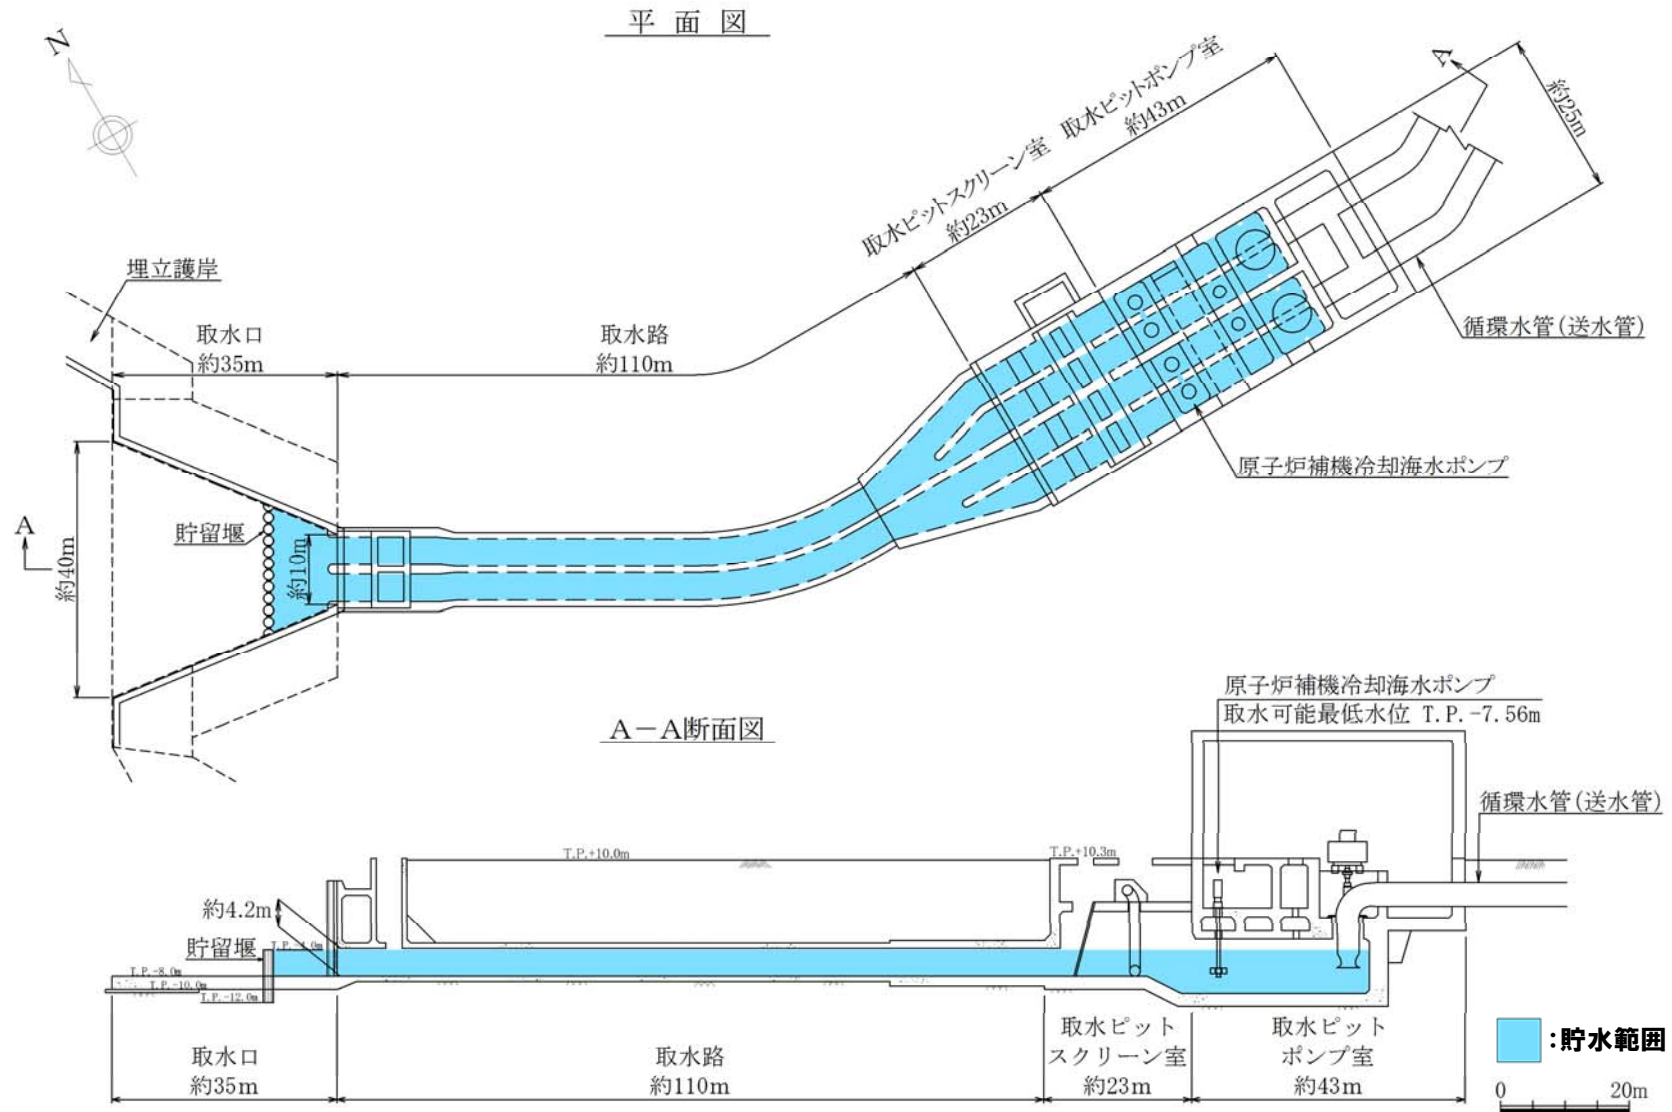 平面図
N
取水ピットスクリーン室
約23m
取水ピットポンプ室
約43m
A
約25m
埋立護岸
取水口
約35m
取水路
約110m
循環水管(送水管)
原子炉補機冷却海水ポンプ
貯留堰
A
約40m
約10m
A-A断面図
原子炉補機冷却海水ポンプ
取水可能最低水位 T.P.-7.56m
循環水管(送水管)
T.P.+10.0m
T.P.+10.3m
約4.2m
貯留堰
T.P.-4.0m
T.P.-8.0m
T.P.-10.0m
T.P.-12.0m
取水口
約35m
取水路
約110m
取水ピット
スクリーン室
約23m
取水ピット
ポンプ室
約43m
:貯水範囲
0 20m